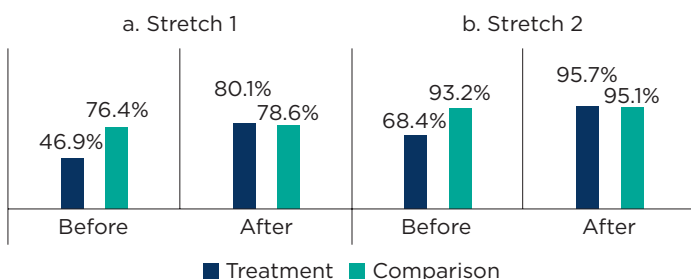 a. Stretch 1
b. Stretch 2
46.9%
76.4%
80.1%
78.6%
68.4%
93.2%
95.7%
95.1%
Before
After
Before
After
Treatment
Comparison